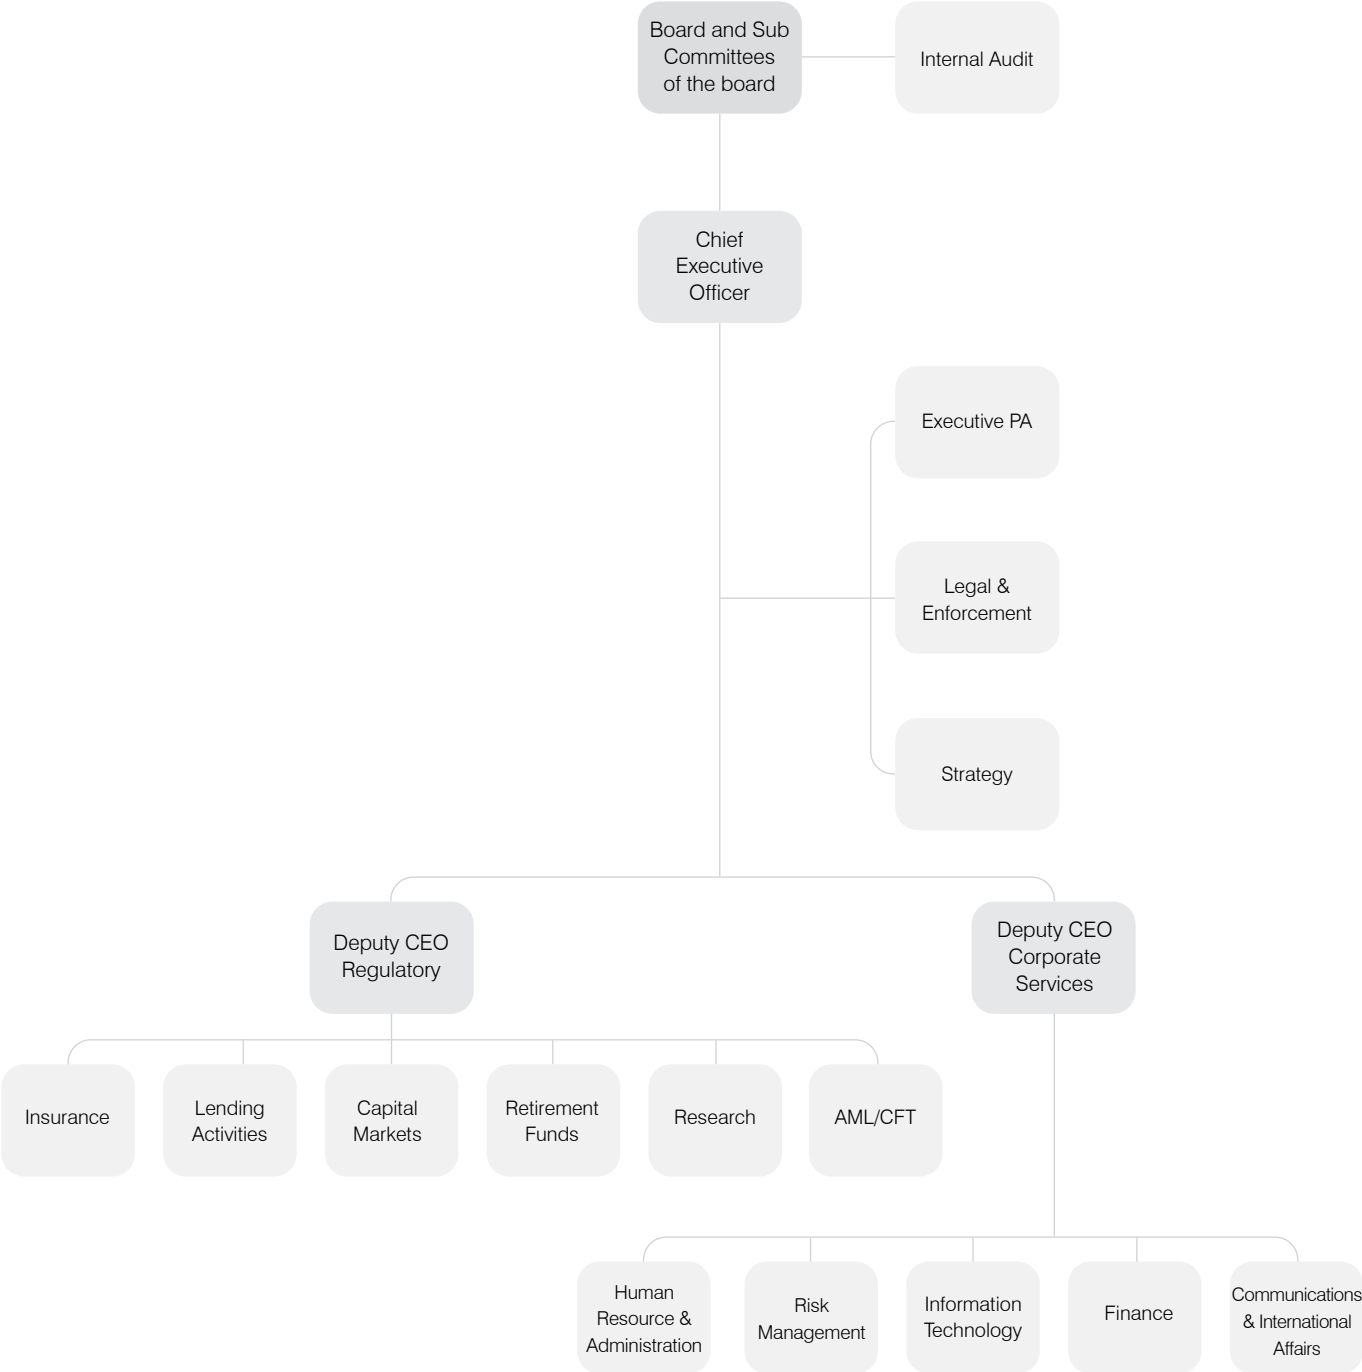 Board and Sub
Committees
of the board
Internal Audit
Chief
Executive
Officer
Executive PA
Legal &
Enforcement
Strategy
Deputy CEO
Regulatory
Deputy CEO
Corporate
Services
Insurance
Lending
Activities
Capital
Markets
Retirement
Funds
Research
AML/CFT
Human
Resource &
Administration
Risk
Management
Information
Technology
Finance
Communications
& International
Affairs